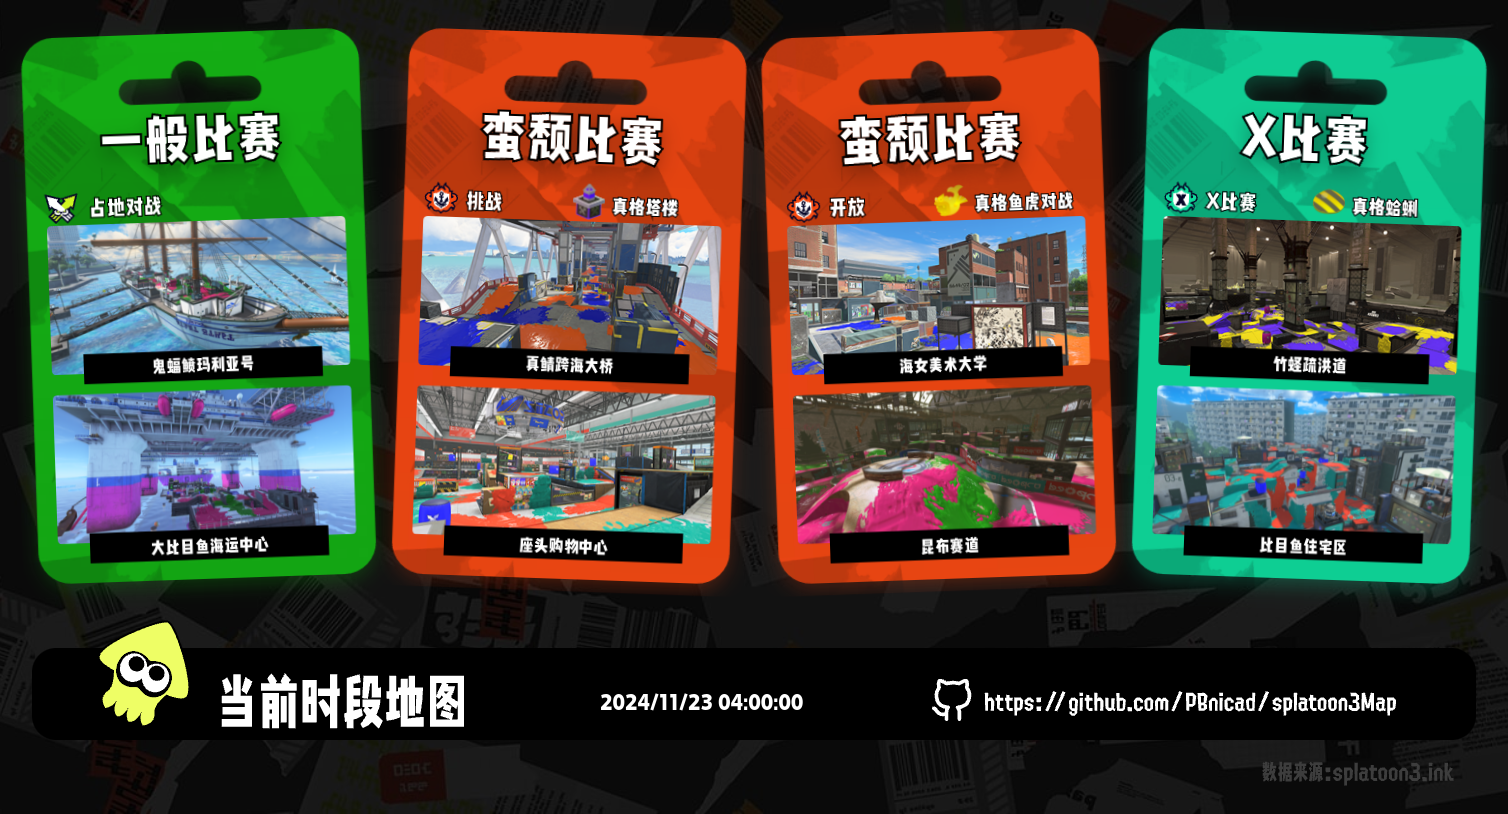 一般比赛
占地对战
鬼蝠鲼玛利亚号
大比目鱼海运中心
蛮颓比赛
挑战
真格塔楼
真鲭跨海大桥
座头购物中心
蛮颓比赛
开放
真格鱼虎对战
海女美术大学
昆布赛道
X比赛
X比赛
真格蛤蜊
竹蛏疏洪道
比目鱼住宅区
当前时段地图
2024/11/23 04:00:00
https://github.com/PBnicad/splatoon3Map
数据来源:splatoon3.ink